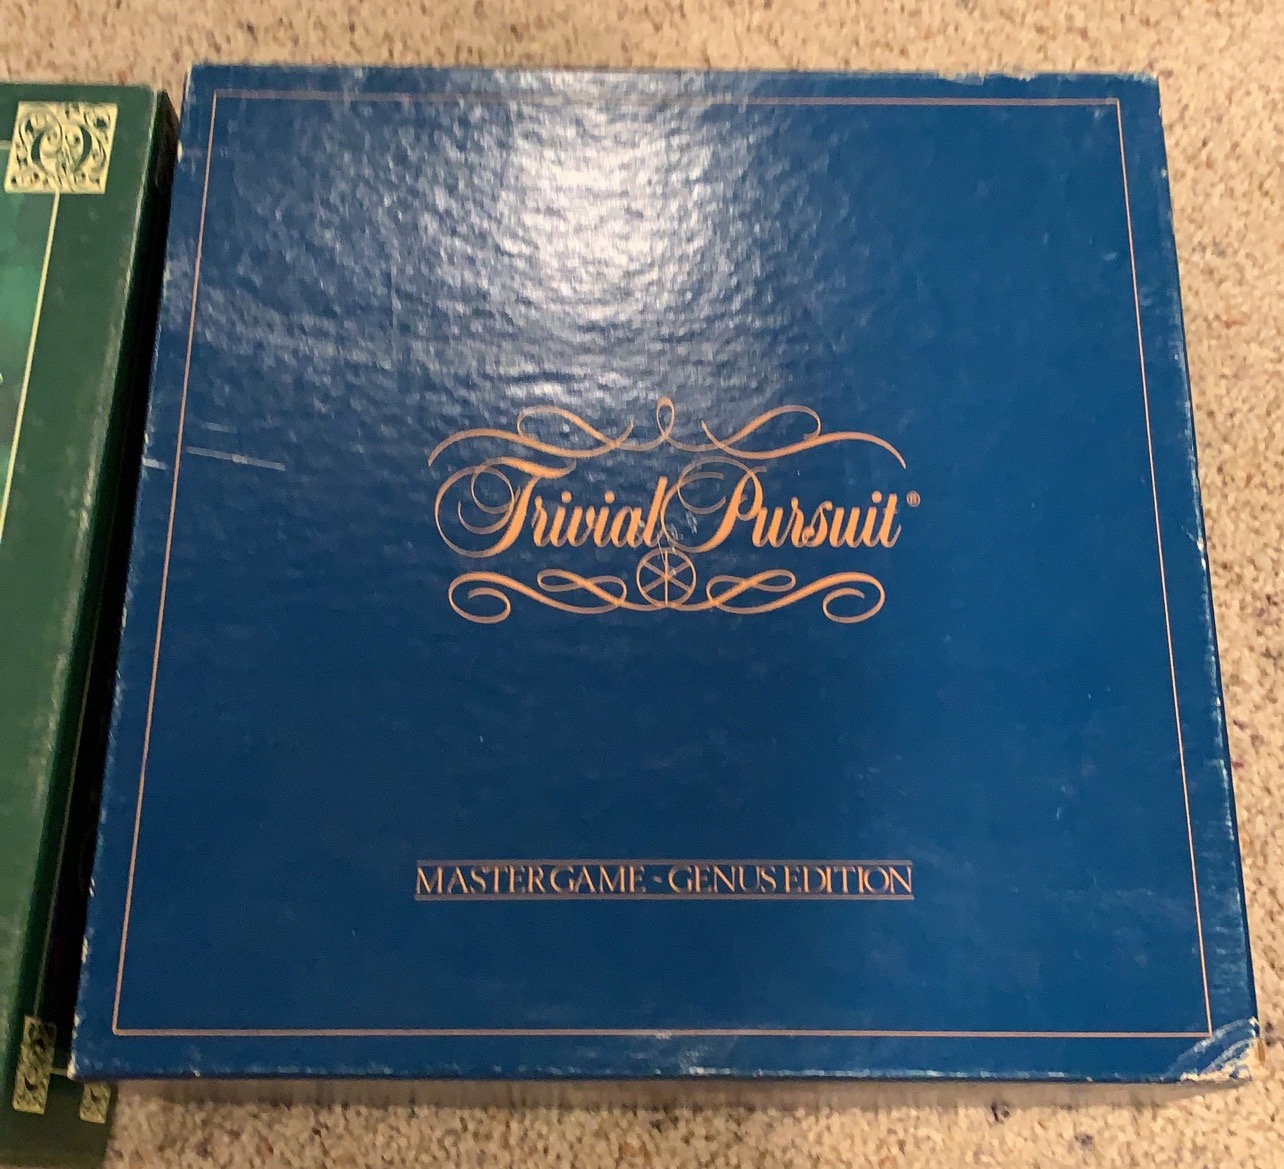 Trivial Pursuit®
MASTER GAME - GENUS EDITION